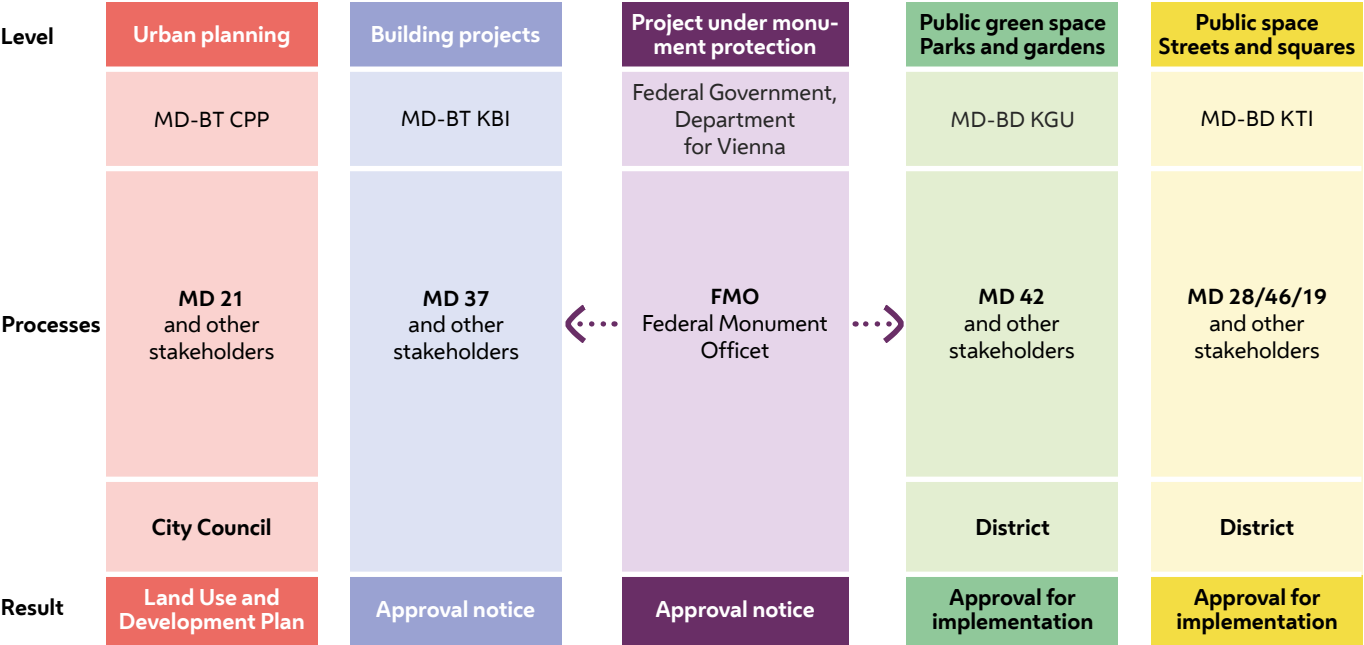 Level
Urban planning
Building projects
Project under monu-
ment protection
Public green space
Parks and gardens
Public space
Streets and squares
MD-BT CPP
MD-BT KBI
Federal Government,
Department
for Vienna
MD-BD KGU
MD-BD KTI
Processes
MD 21
and other
stakeholders
MD 37
and other
stakeholders
FMO
Federal Monument
Officet
MD 42
and other
stakeholders
MD 28/46/19
and other
stakeholders
City Council
District
District
Result
Land Use and
Development Plan
Approval notice
Approval notice
Approval for
implementation
Approval for
implementation